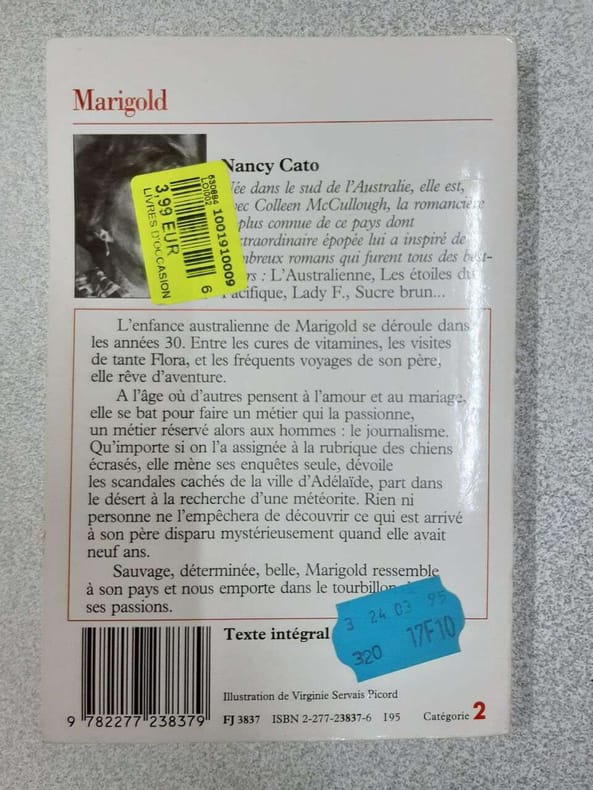 Marigold
Nancy Cato
Née dans le sud de l'Australie, elle est,
avec Colleen McCullough, la romancière
plus connue de ce pays dont
extraordinaire épopée lui a inspiré de
nombreux romans qui furent tous des best-
: L'Australienne, Les étoiles du
Pacifique, Lady F., Sucre brun...
630884
LOT002
1001910009
6
3,99 EUR
LIVRES D'OCCASION
L'enfance australienne de Marigold se déroule dans
les années 30. Entre les cures de vitamines, les visites
de tante Flora, et les fréquents voyages de son père,
elle rêve d'aventure.
A l'âge où d'autres pensent à l'amour et au mariage,
elle se bat pour faire un métier qui la passionne,
un métier réservé alors aux hommes : le journalisme.
Qu'importe si on l'a assignée à la rubrique des chiens
écrasés, elle mène ses enquêtes seule, dévoile
les scandales cachés de la ville d'Adélaïde, part dans
le désert à la recherche d'une météorite. Rien ni
personne ne l'empêchera de découvrir ce qui est arrivé
à son père disparu mystérieusement quand elle avait
neuf ans.
Sauvage, déterminée, belle, Marigold ressemble
à son pays et nous emporte dans le tourbillon
ses passions.
Texte intégral
3 24 03 95
320 17F10
Illustration de Virginie Servais Picord
9 782277 238379
FJ 3837 ISBN 2-277-23837-6 I 95 Catégorie 2